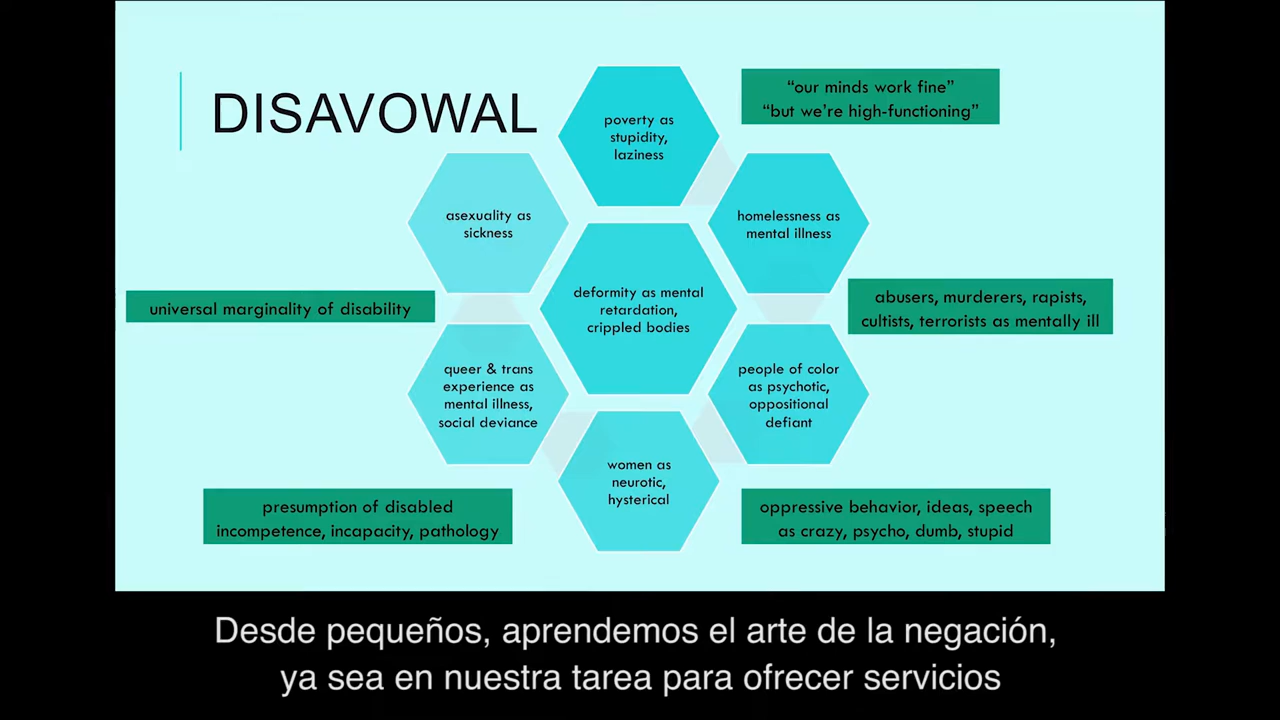 DISAVOWAL
poverty as
stupidity,
laziness
“our minds work fine”
“but we’re high-functioning”
asexuality as
sickness
homelessness as
mental illness
deformity as mental
retardation,
crippled bodies
universal marginality of disability
abusers, murderers, rapists,
cultists, terrorists as mentally ill
queer & trans
experience as
mental illness,
social deviance
people of color
as psychotic,
oppositional
defiant
women as
neurotic,
hysterical
presumption of disabled
incompetence, incapacity, pathology
oppressive behavior, ideas, speech
as crazy, psycho, dumb, stupid
Desde pequeños, aprendemos el arte de la negación,
ya sea en nuestra tarea para ofrecer servicios